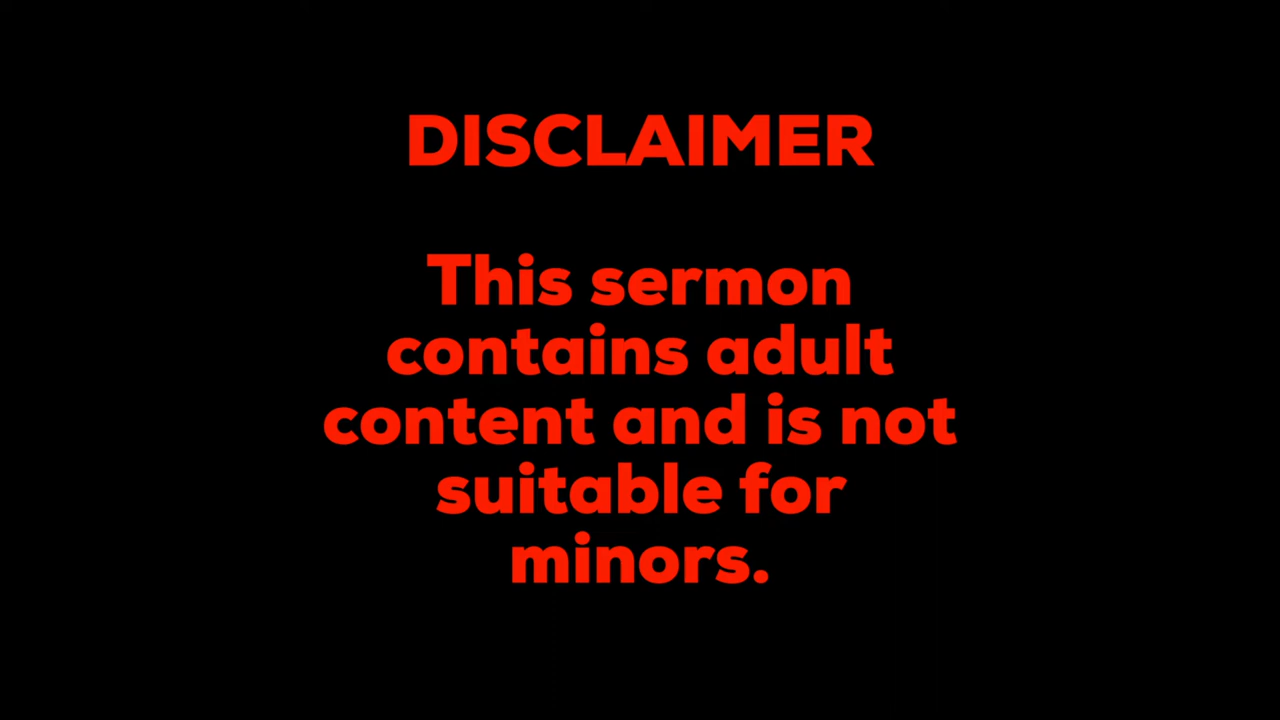 DISCLAIMER
This sermon
contains adult
content and is not
suitable for
minors.